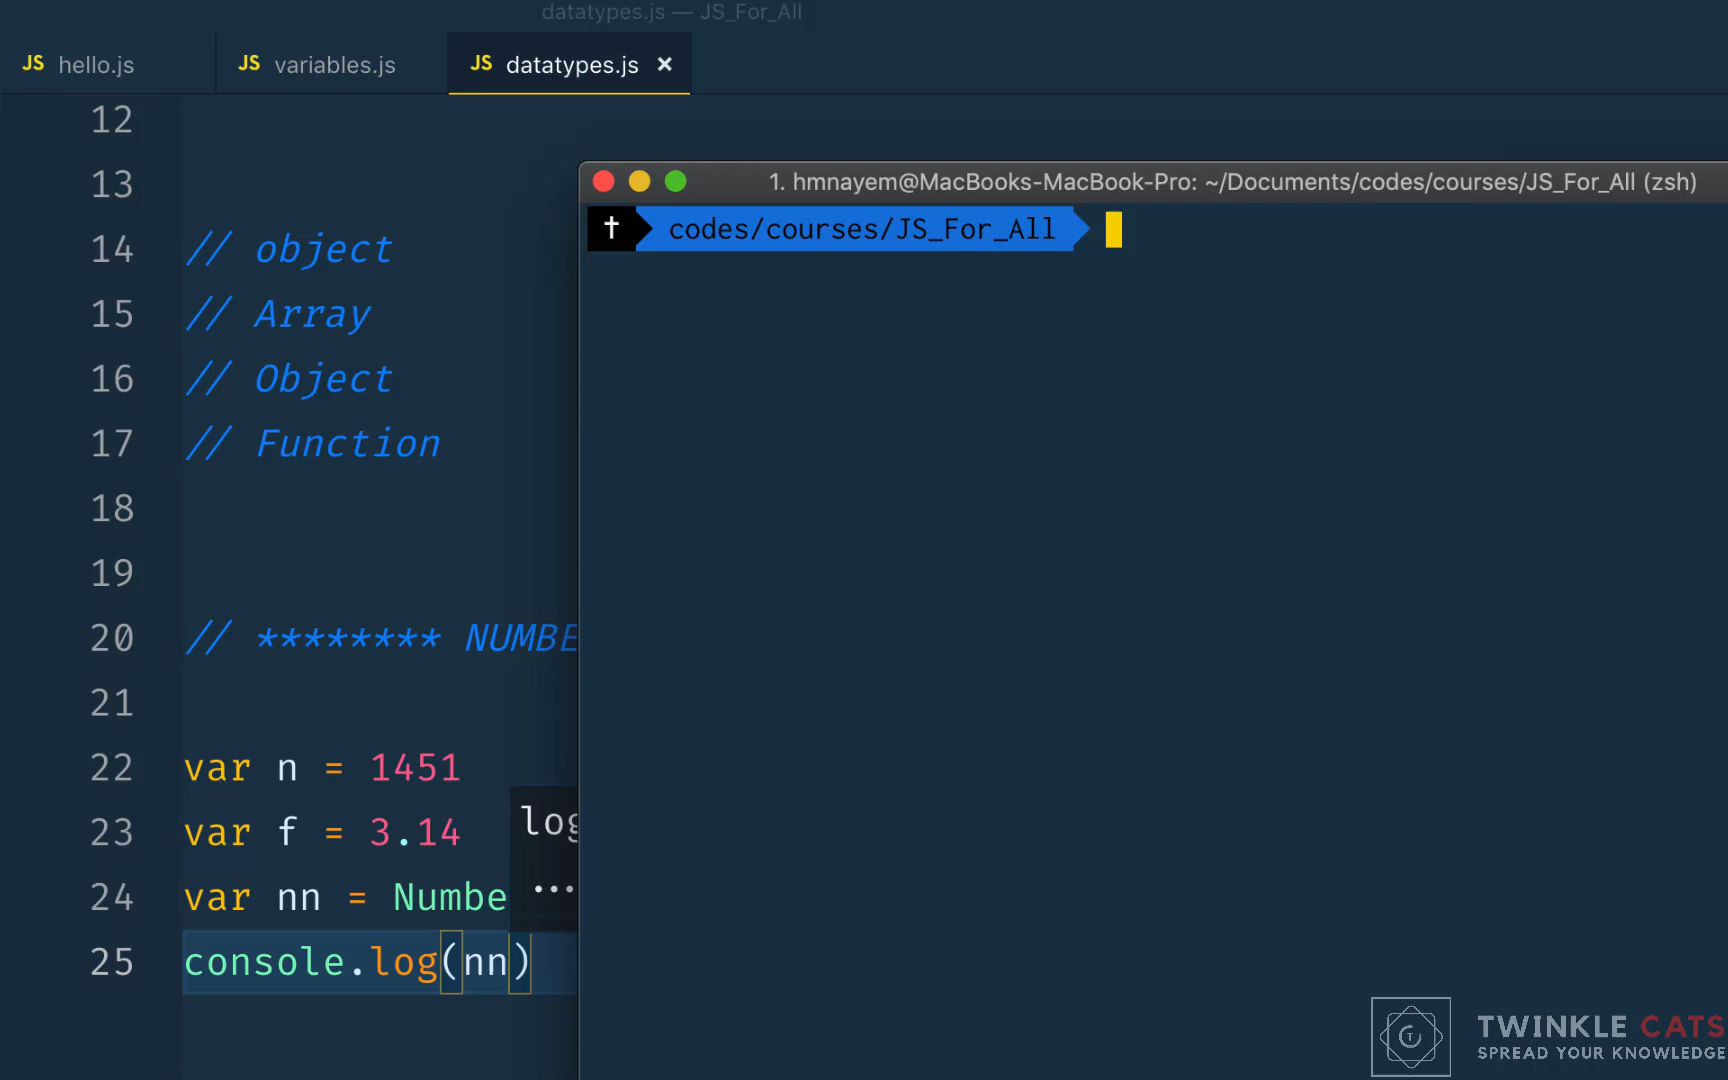 datatypes.js — JS_For_All
JS hello.js
JS variables.js
JS datatypes.js ×
12
13
14 // object
15 // Array
16 // Object
17 // Function
18
19
20 // ******** NUMBE
21
22 var n = 1451
23 var f = 3.14
24 var nn = Numbe
25 console.log(nn)
log
...
1. hmnayem@MacBooks-MacBook-Pro: ~/Documents/codes/courses/JS_For_All (zsh)
† codes/courses/JS_For_All
TWINKLE CATS
SPREAD YOUR KNOWLEDGE